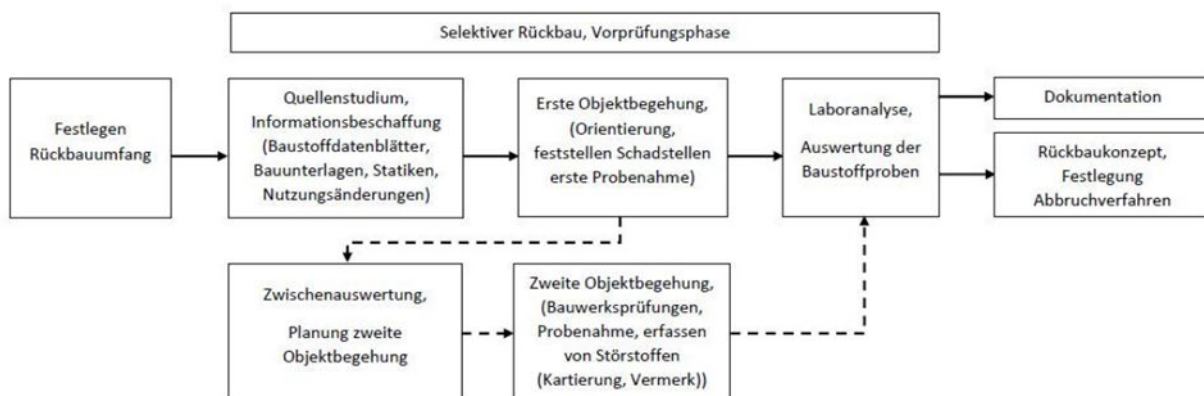 Selektiver Rückbau, Vorprüfungsphase
Festlegen
Rückbauumfang
Quellenstudium,
Informationsbeschaffung
(Baustoffdatenblätter,
Bauunterlagen, Statiken,
Nutzungsänderungen)
Erste Objektbegehung,
(Orientierung,
feststellen Schadstellen
erste Probenahme)
Laboranalyse,
Auswertung der
Baustoffproben
Dokumentation
Rückbaukonzept,
Festlegung
Abbruchverfahren
Zwischenauswertung,
Planung zweite
Objektbegehung
Zweite Objektbegehung,
(Bauwerksprüfungen,
Probenahme, erfassen
von Störstoffen
(Kartierung, Vermerk))